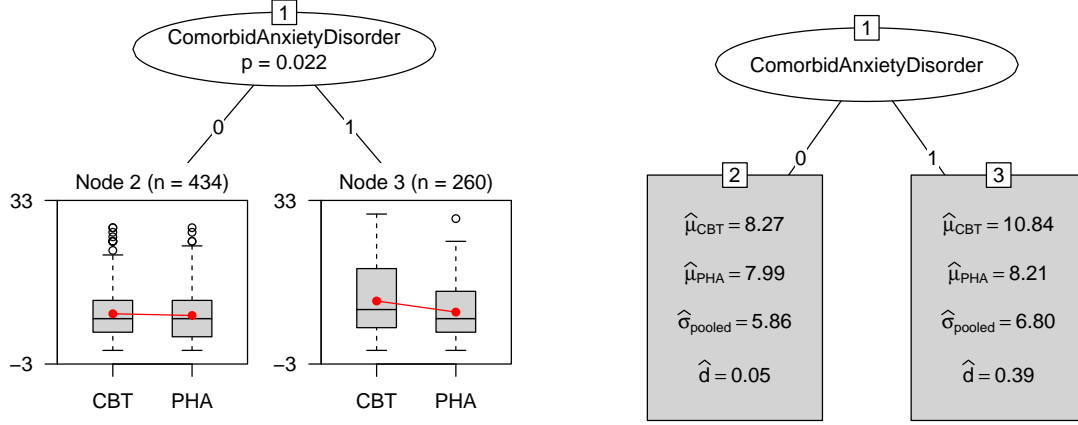 1
ComorbidAnxietyDisorder
p = 0.022
0
1
Node 2 (n = 434)
33
−3
CBT PHA
Node 3 (n = 260)
33
−3
CBT PHA
1
ComorbidAnxietyDisorder
0
1
2
μ̂CBT = 8.27
μ̂PHA = 7.99
σ̂pooled = 5.86
d̂ = 0.05
3
μ̂CBT = 10.84
μ̂PHA = 8.21
σ̂pooled = 6.80
d̂ = 0.39